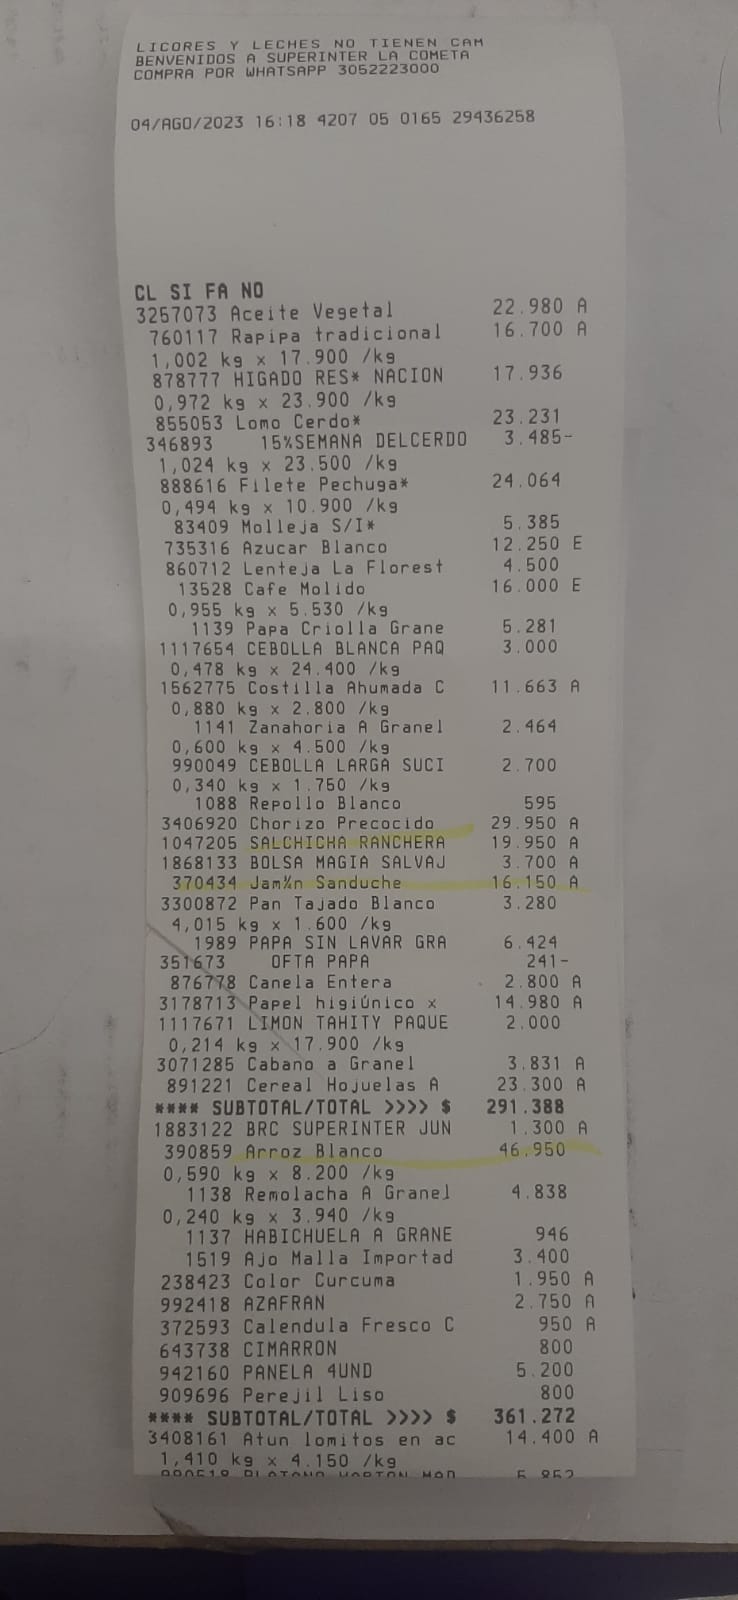 LICORES Y LECHES NO TIENEN CAM
BENVENIDOS A SUPERINTER LA COMETA
COMPRA POR WHATSAPP 3052223000
04/AGO/2023 16:18 4207 05 0165 29436258
CL SI FA NO
3257073 Aceite Vegetal 22.980 A
760117 Rapipa tradicional 16.700 A
1,002 kg x 17.900 /kg
878777 HIGADO RES* NACION 17.936
0,972 kg x 23.900 /kg
855053 Lomo Cerdo* 23.231
346893 15%SEMANA DELCERDO 3.485-
1,024 kg x 23.500 /kg
888616 Filete Pechuga* 24.064
0,494 kg x 10.900 /kg
83409 Molleja S/I* 5.385
735316 Azucar Blanco 12.250 E
860712 Lenteja La Florest 4.500
13528 Cafe Molido 16.000 E
0,955 kg x 5.530 /kg
1139 Papa Criolla Grane 5.281
1117654 CEBOLLA BLANCA PAQ 3.000
0,478 kg x 24.400 /kg
1562775 Costilla Ahumada C 11.663 A
0,880 kg x 2.800 /kg
1141 Zanahoria A Granel 2.464
0,600 kg x 4.500 /kg
990049 CEBOLLA LARGA SUCI 2.700
0,340 kg x 1.750 /kg
1088 Repollo Blanco 595
3406920 Chorizo Precocido 29.950 A
1047205 SALCHICHA RANCHERA 19.950 A
1868133 BOLSA MAGIA SALVAJ 3.700 A
370434 Jam%n Sanduche 16.150 A
3300872 Pan Tajado Blanco 3.280
4,015 kg x 1.600 /kg
1989 PAPA SIN LAVAR GRA 6.424
351673 OFTA PAPA 241-
876778 Canela Entera 2.800 A
3178713 Papel higiúnico x 14.980 A
1117671 LIMON TAHITY PAQUE 2.000
0,214 kg x 17.900 /kg
3071285 Cabano a Granel 3.831 A
891221 Cereal Hojuelas A 23.300 A
**** SUBTOTAL/TOTAL >>>> $ 291.388
1883122 BRC SUPERINTER JUN 1.300 A
390859 Arroz Blanco 46.950
0,590 kg x 8.200 /kg
1138 Remolacha A Granel 4.838
0,240 kg x 3.940 /kg
1137 HABICHUELA A GRANE 946
1519 Ajo Malla Importad 3.400
238423 Color Curcuma 1.950 A
992418 AZAFRAN 2.750 A
372593 Calendula Fresco C 950 A
643738 CIMARRON 800
942160 PANELA 4UND 5.200
909696 Perejil Liso 800
**** SUBTOTAL/TOTAL >>>> $ 361.272
3408161 Atun lomitos en ac 14.400 A
1,410 kg x 4.150 /kg